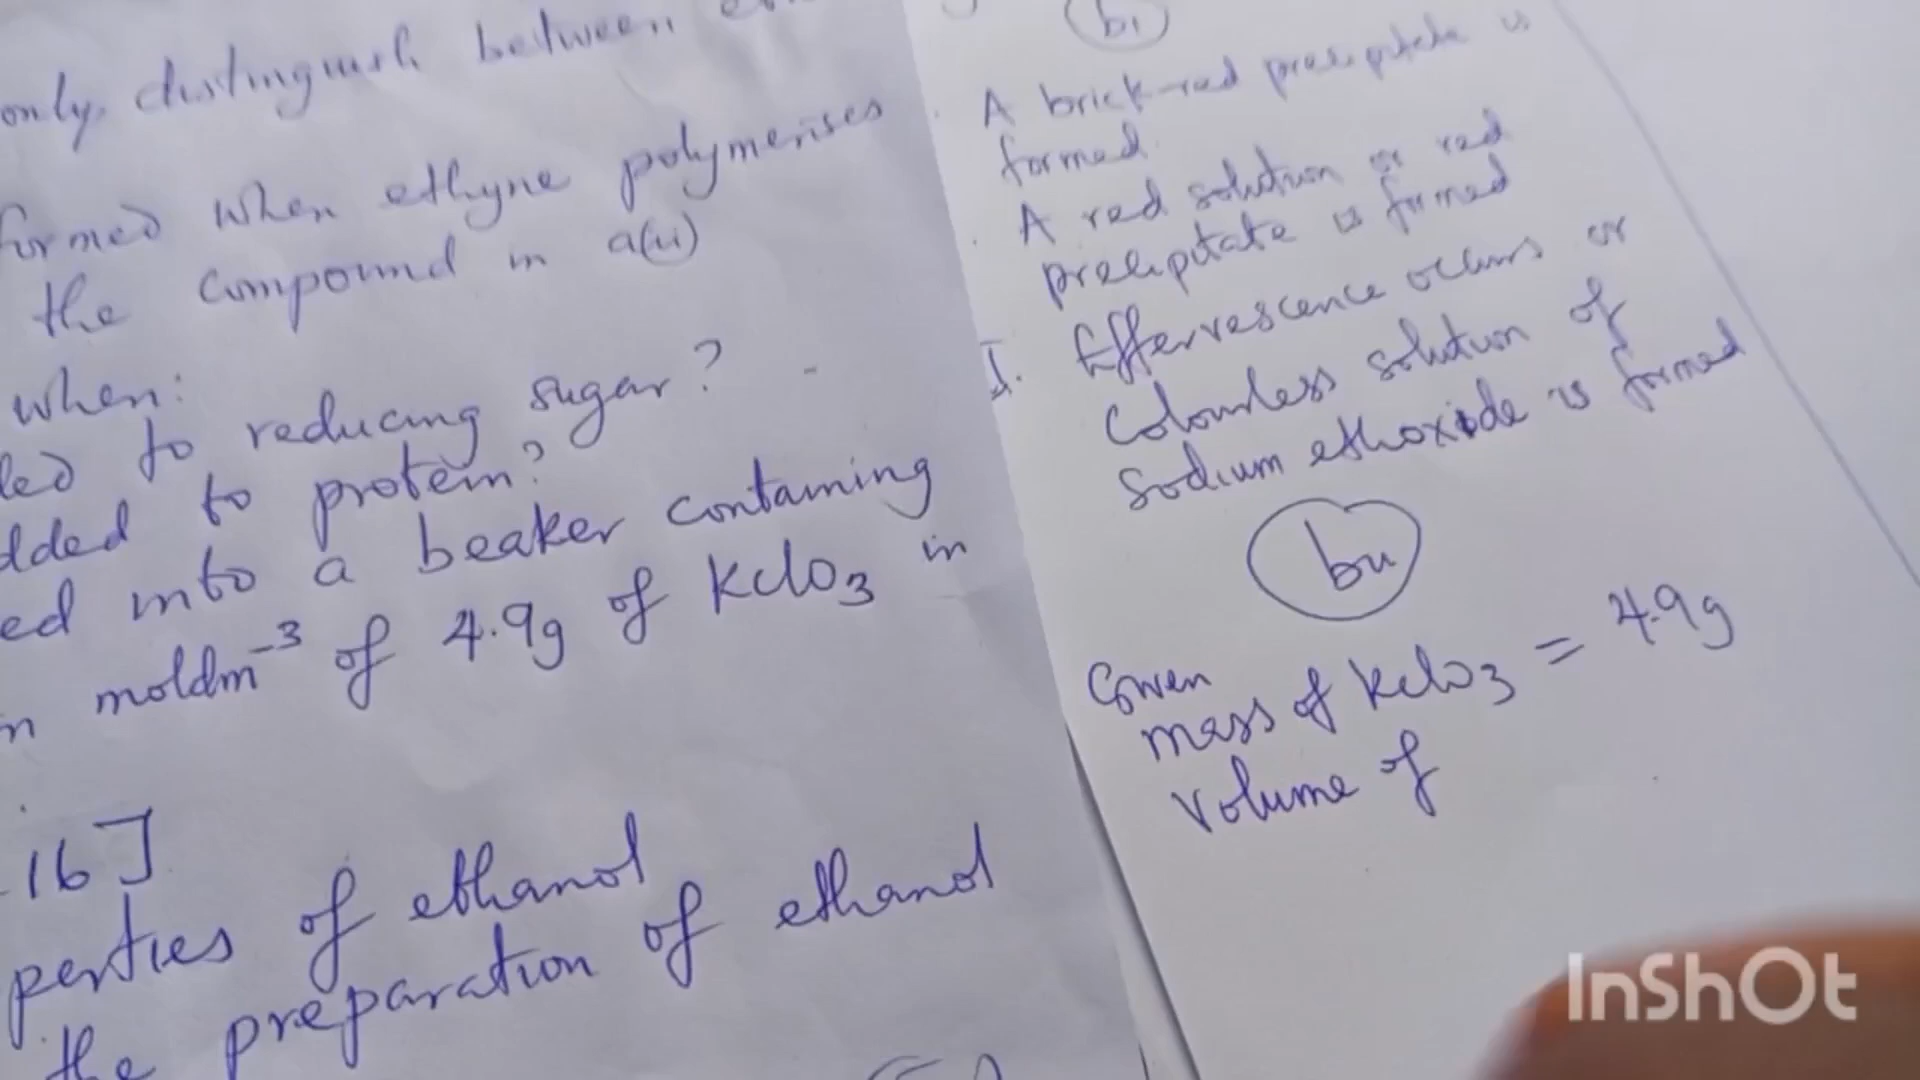 only, distinguish between
formed when ethyne polymerises
the compound in a(ii)
when:
to reducing sugar?
dded to protein?
ed into a beaker containing
moldm⁻³ of 4.9g of KClO3 in
16]
perties of ethanol
the preparation of ethanol
bi
A brick-red precipitate is
formed
A red solution or red
precipitate is formed
I. Effervescence occurs or
Colourless solution of
Sodium ethoxide is formed
bii
Given
mass of KClO3 = 4.9g
Volume of
InShOt